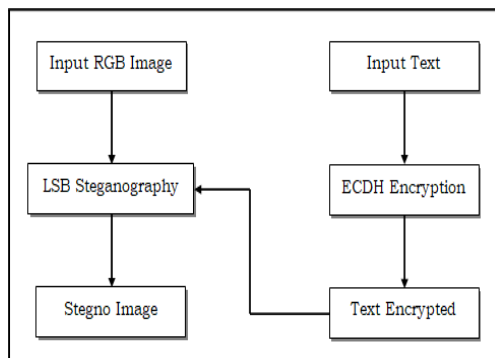 Input RGB Image
Input Text
LSB Steganography
ECDH Encryption
Stegno Image
Text Encrypted